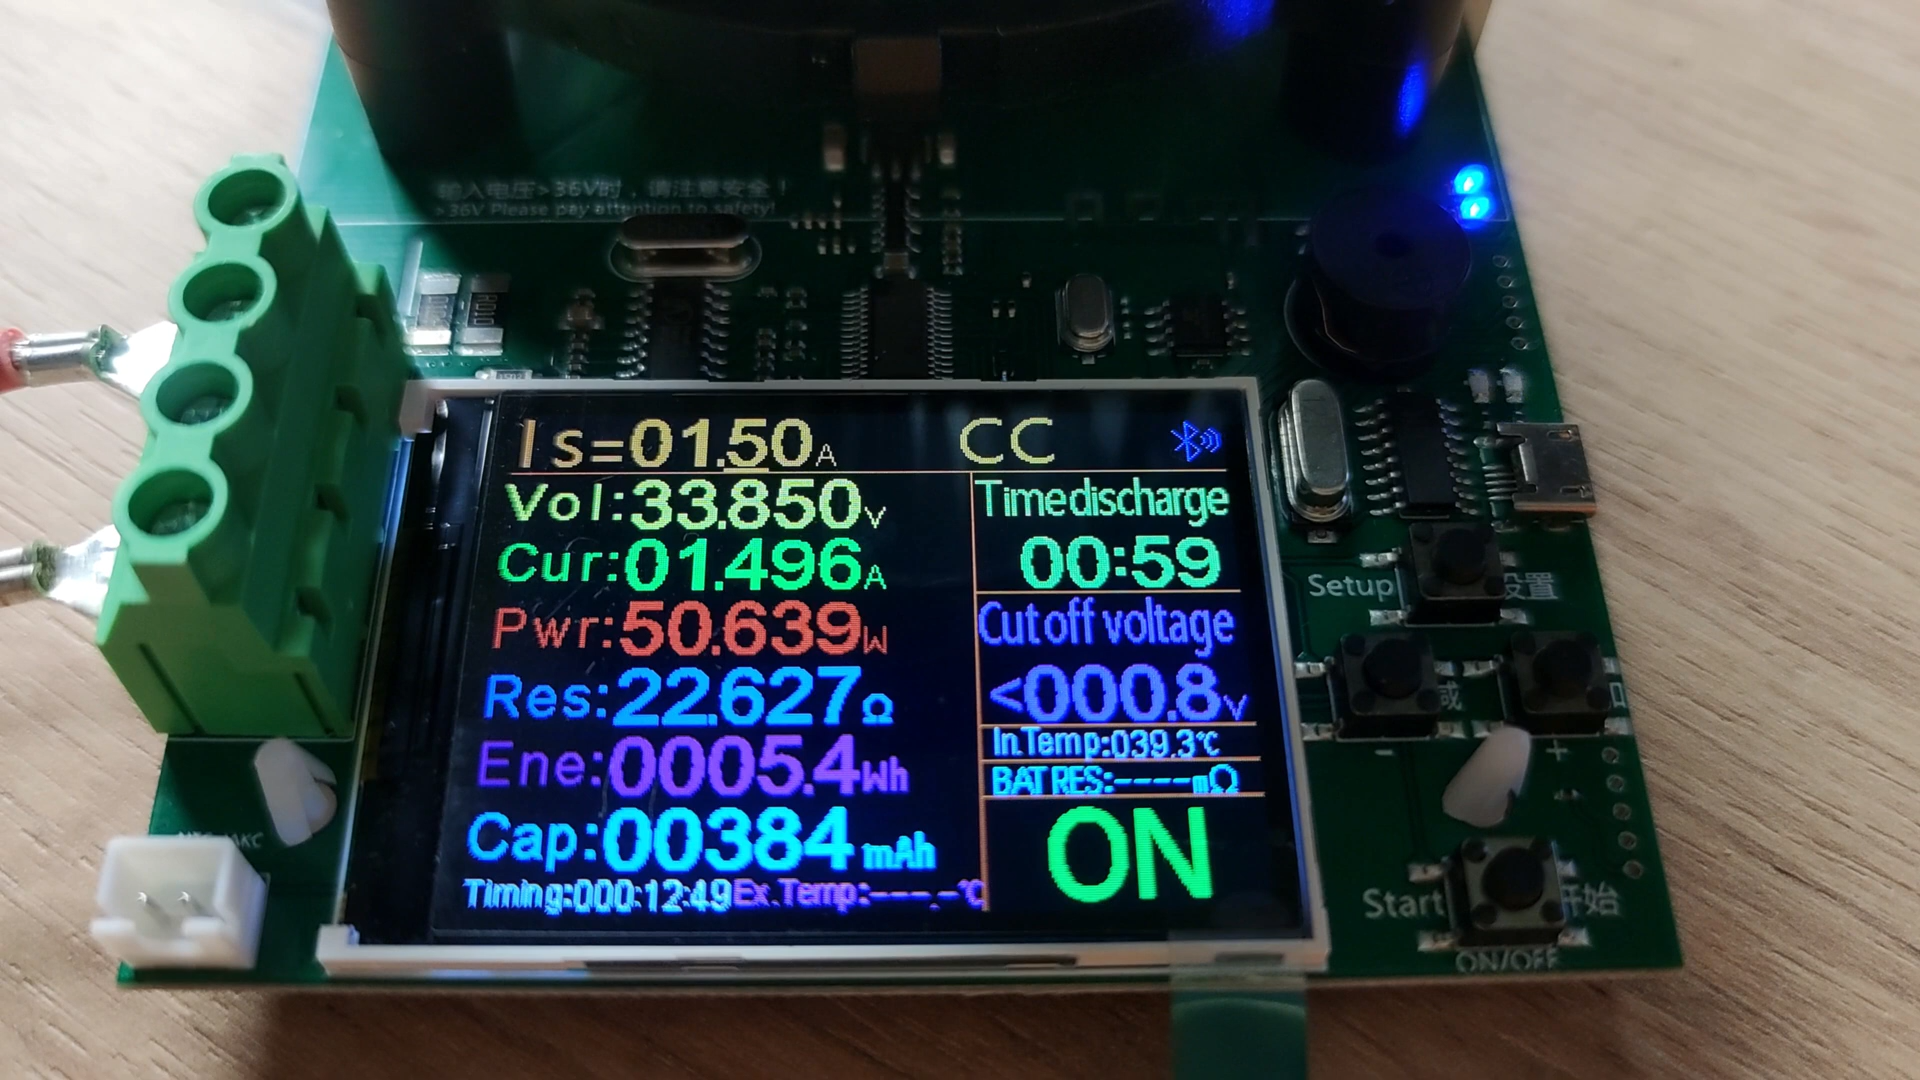 输入电压>36V时，请注意安全！
>36V Please pay attention to safety!
R010
Is=01.50A
CC
Vol:33.850V
Cur:01.496A
Pwr:50.639W
Res:22.627Ω
Ene:0005.4Wh
Cap:00384mAh
Timing:000:12:49
Ex.Temp:---.-℃
Timedischarge
00:59
Cutoff voltage
<000.8V
In.Temp:039.3℃
BAT RES:----mΩ
ON
Setup 设置
-
+
Start 开始
ON/OFF